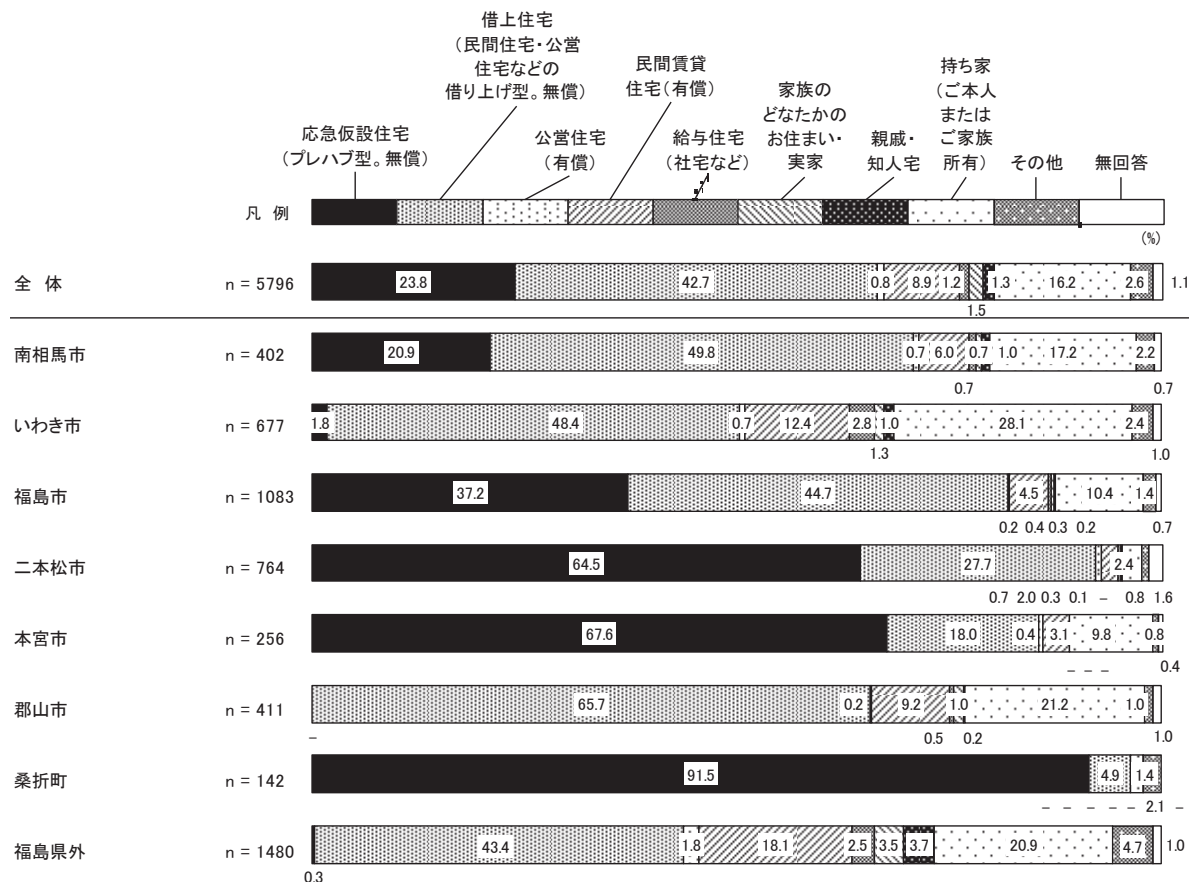 借上住宅
(民間住宅・公営
住宅などの
借り上げ型。無償)
応急仮設住宅
(プレハブ型。無償)
公営住宅
(有償)
民間賃貸
住宅(有償)
給与住宅
(社宅など)
家族の
どなたかの
お住まい・
実家
親戚・
知人宅
持ち家
(ご本人
または
ご家族
所有)
その他
無回答
凡 例
(%)
全 体 n = 5796 23.8 42.7 0.8 8.9 1.2 1.3 16.2 2.6 1.1
1.5
南相馬市 n = 402 20.9 49.8 0.7 6.0 0.7 1.0 17.2 2.2
0.7 0.7
いわき市 n = 677 1.8 48.4 0.7 12.4 2.8 1.0 28.1 2.4
1.3 1.0
福島市 n = 1083 37.2 44.7 4.5 10.4 1.4
0.2 0.4 0.3 0.2 0.7
二本松市 n = 764 64.5 27.7 2.4
0.7 2.0 0.3 0.1 – 0.8 1.6
本宮市 n = 256 67.6 18.0 0.4 3.1 9.8 0.8
– – – 0.4
郡山市 n = 411 65.7 0.2 9.2 1.0 21.2 1.0
– 0.5 0.2 1.0
桑折町 n = 142 91.5 4.9 1.4
– – – – – 2.1 –
福島県外 n = 1480 43.4 1.8 18.1 2.5 3.5 3.7 20.9 4.7 1.0
0.3